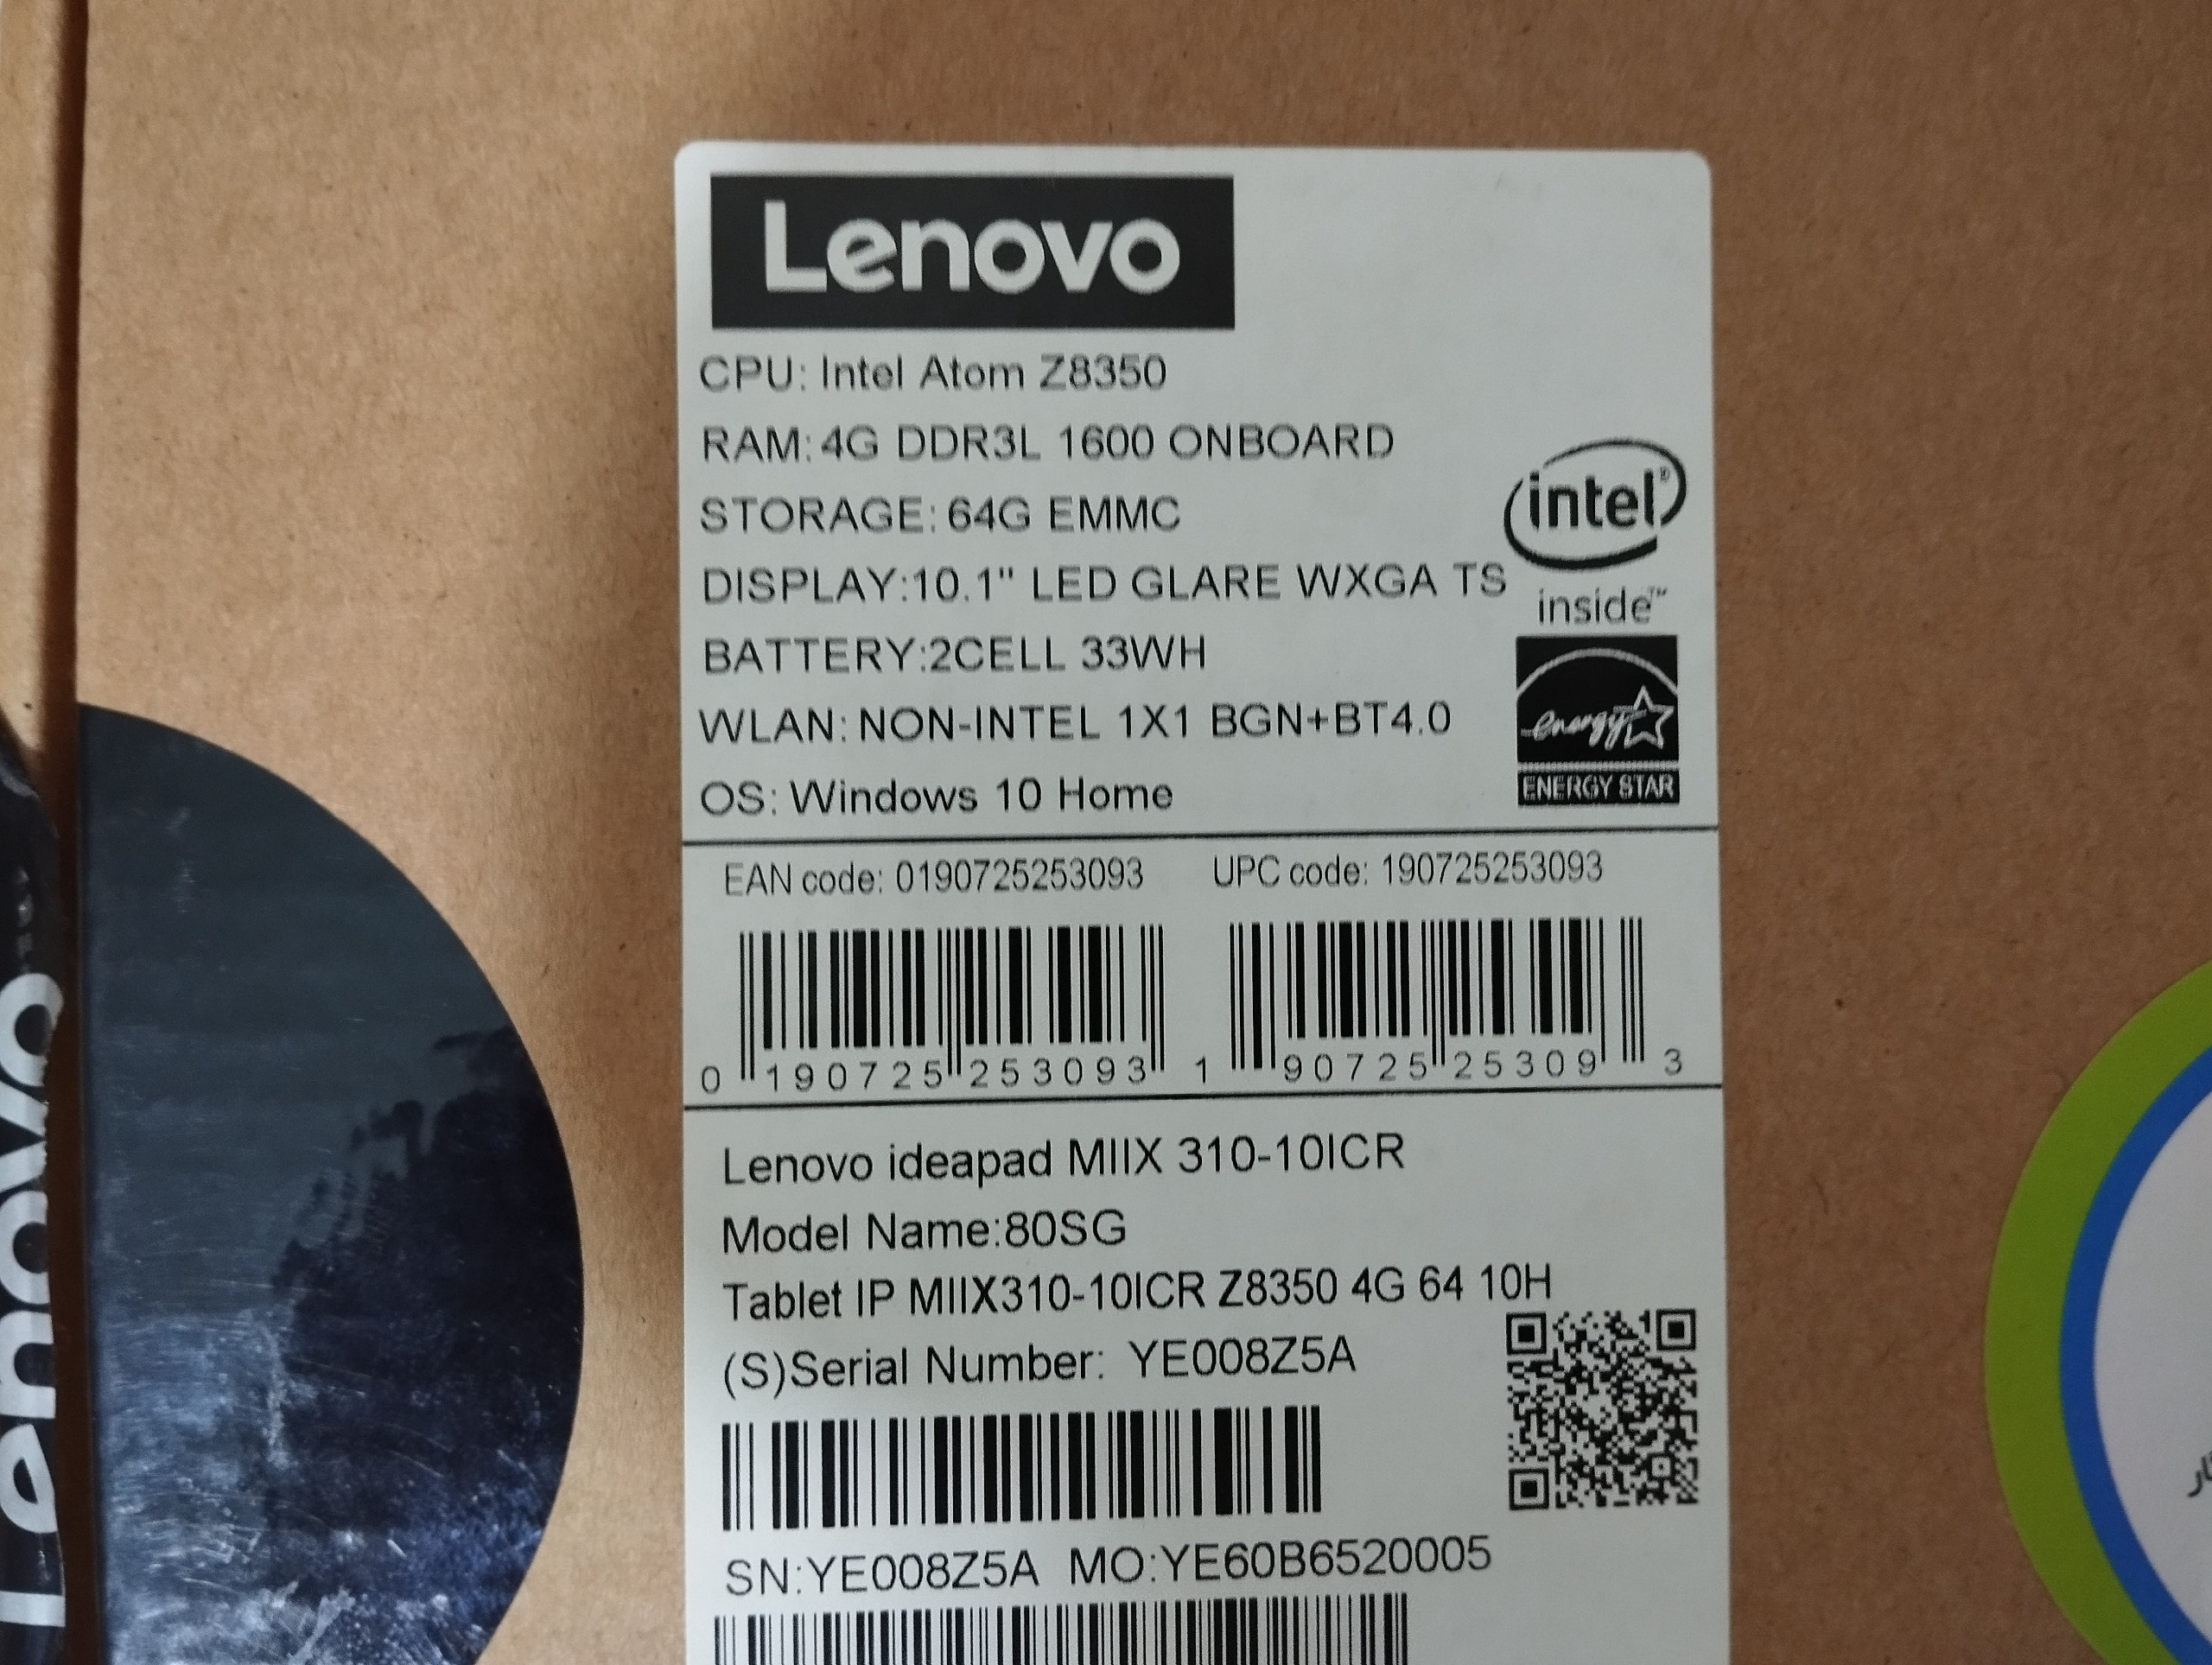 Lenovo
CPU: Intel Atom Z8350
RAM: 4G DDR3L 1600 ONBOARD
STORAGE: 64G EMMC
DISPLAY:10.1" LED GLARE WXGA TS
BATTERY:2CELL 33WH
WLAN: NON-INTEL 1X1 BGN+BT4.0
OS: Windows 10 Home
intel®
inside™
energy
ENERGY STAR
EAN code: 0190725253093 UPC code: 190725253093
0 190725 253093 1 90725 25309 3
Lenovo ideapad MIIX 310-10ICR
Model Name:80SG
Tablet IP MIIX310-10ICR Z8350 4G 64 10H
(S)Serial Number: YE008Z5A
SN:YE008Z5A MO:YE60B6520005
Lenovo